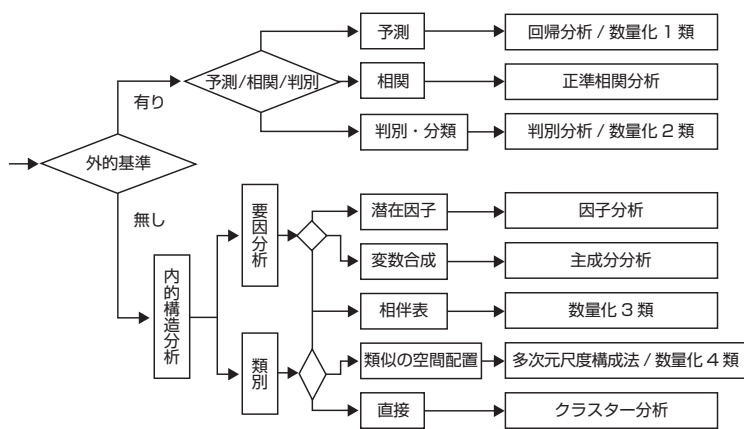 予測
回帰分析 / 数量化 1 類
予測/相関/判別
相関
正準相関分析
有り
判別・分類
判別分析 / 数量化 2 類
外的基準
無し
内的構造分析
要因分析
潜在因子
因子分析
変数合成
主成分分析
相伴表
数量化 3 類
類別
類似の空間配置
多次元尺度構成法 / 数量化 4 類
直接
クラスター分析